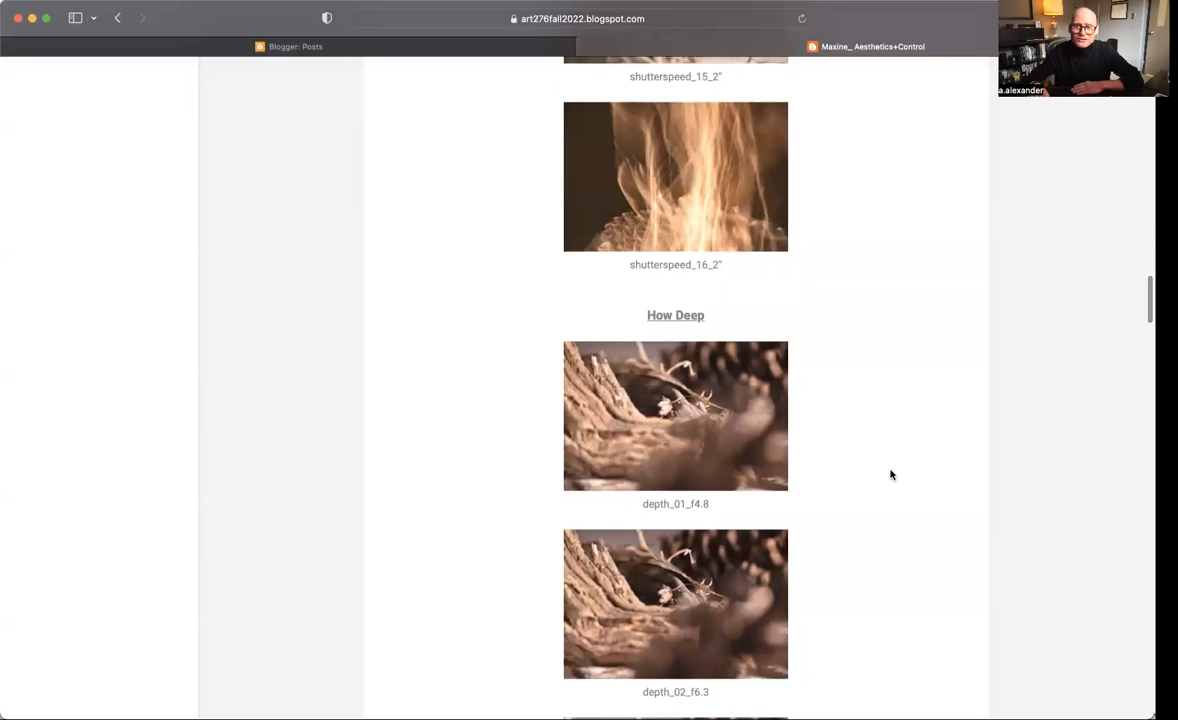 art276fall2022.blogspot.com
Blogger: Posts
Maxine_ Aesthetics+Control
a.alexander
shutterspeed_15_2"
shutterspeed_16_2"
How Deep
depth_01_f4.8
depth_02_f6.3